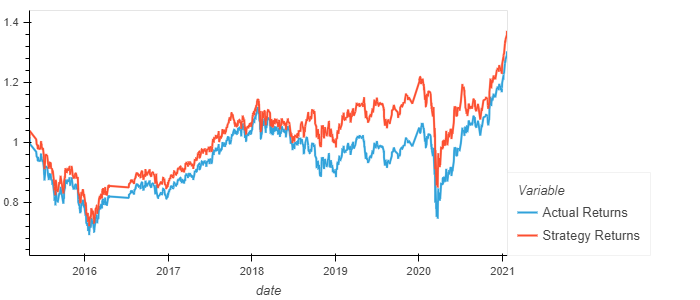 1.4
1.2
1
0.8
2016 2017 2018 2019 2020 2021
date
Variable
Actual Returns
Strategy Returns